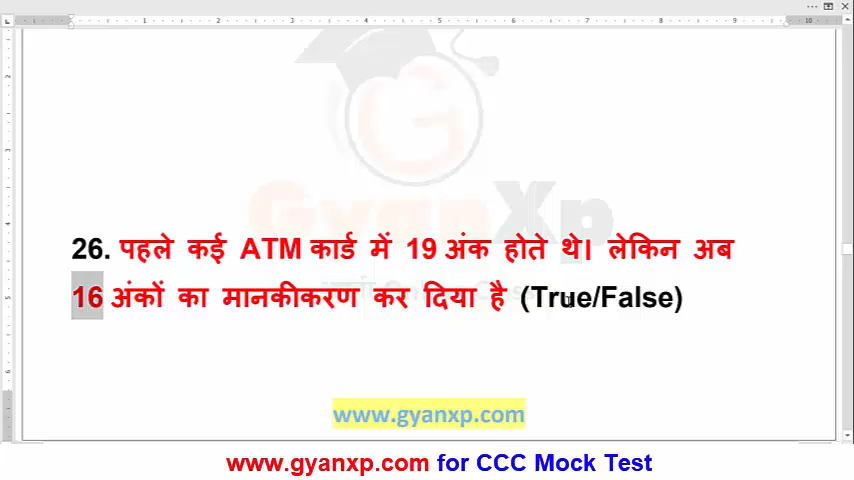 GyanXp
26. पहले कई ATM कार्ड में 19 अंक होते थे। लेकिन अब
16 अंकों का मानकीकरण कर दिया है (True/False)
www.gyanxp.com
www.gyanxp.com for CCC Mock Test